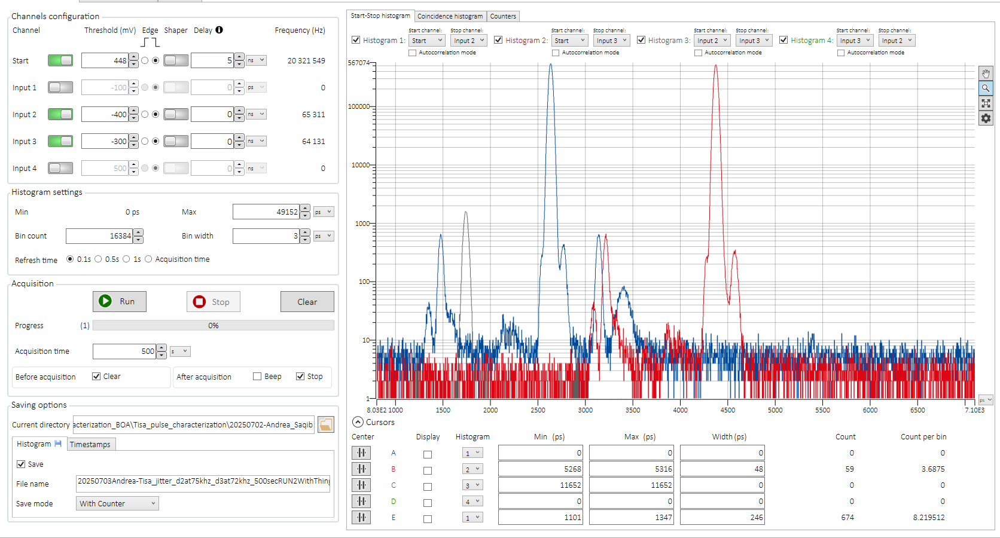 Channels configuration
Channel Threshold (mV) Edge Shaper Delay Frequency (Hz)
Start 448 5 ns 20 321 549
Input 1 -100 0 ps 0
Input 2 -400 0 ns 65 311
Input 3 -300 0 ns 64 131
Input 4 500 0 ns 0
Histogram settings
Min 0 ps Max 49152 ps
Bin count 16384 Bin width 3 ps
Refresh time 0.1s 0.5s 1s Acquisition time
Acquisition
Run Stop Clear
Progress (1) 0%
Acquisition time 500 s
Before acquisition Clear After acquisition Beep Stop
Saving options
Current directory acterization_BOA\Tisa_pulse_characterization\20250702-Andrea_Saqib
Histogram Timestamps
Save
File name 20250703Andrea-Tisa_jitter_d2at75khz_d3at72khz_500secRUN2WithThing
Save mode With Counter
Start-Stop histogram Coincidence histogram Counters
Start channel: Stop channel: Start channel: Stop channel: Start channel: Stop channel: Start channel: Stop channel:
Histogram 1: Start Input 2 Histogram 2: Start Input 3 Histogram 3: Input 2 Input 3 Histogram 4: Input 3 Input 2
Autocorrelation mode Autocorrelation mode Autocorrelation mode Autocorrelation mode
567074
100000
10000
1000
100
10
1
ps
8.03E2 1000 1500 2000 2500 3000 3500 4000 4500 5000 5500 6000 6500 7.10E3
Cursors
Center Display Histogram Min (ps) Max (ps) Width (ps) Count Count per bin
A 1 0 0 0 0 0
B 2 5268 5316 48 59 3.6875
C 3 11652 11652 0 0 0
D 4 0 0 0 0 0
E 1 1101 1347 246 674 8.219512